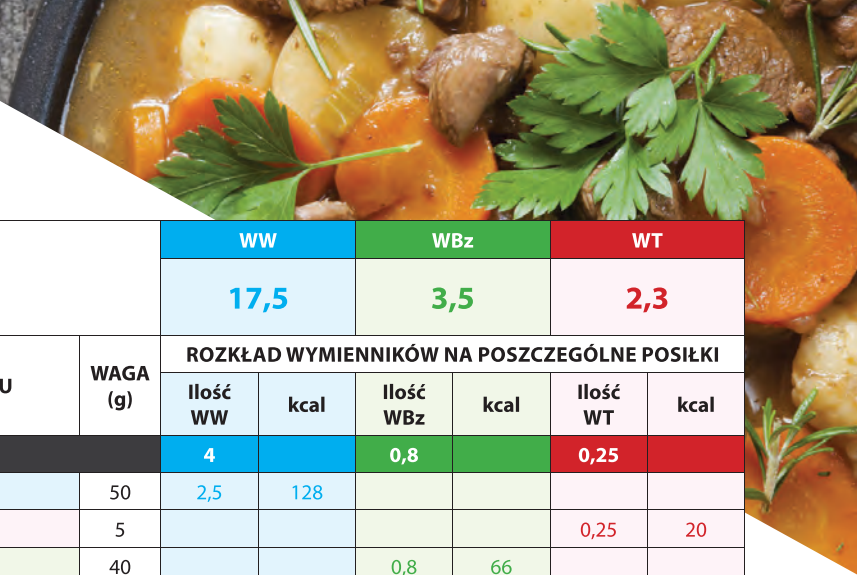 WW WBz WT
17,5 3,5 2,3
ROZKŁAD WYMIENNIKÓW NA POSZCZEGÓLNE POSIŁKI
U
WAGA
(g)
Ilość
WW
kcal
Ilość
WBz
kcal
Ilość
WT
kcal
4 0,8 0,25
50 2,5 128
5 0,25 20
40 0,8 66